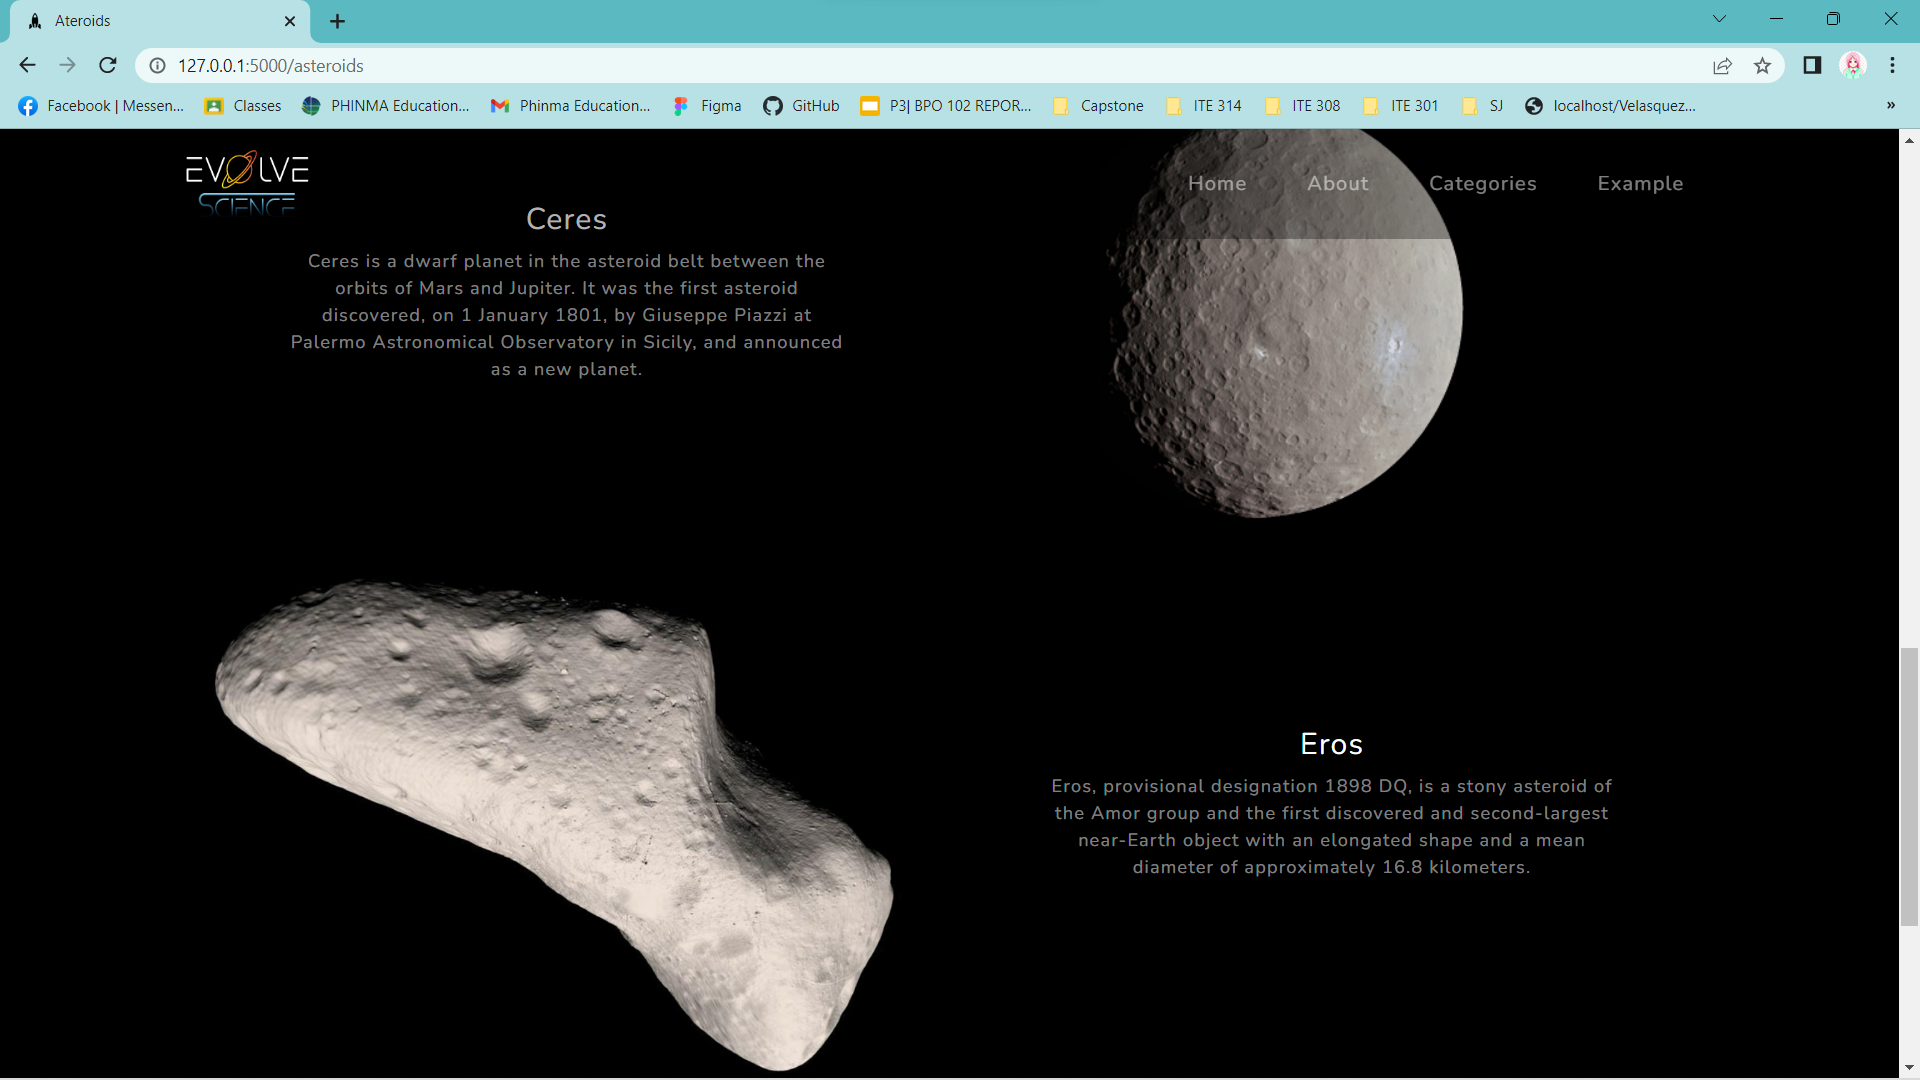 Ateroids
127.0.0.1:5000/asteroids
Facebook | Messen... Classes PHINMA Education... Phinma Education... Figma GitHub P3| BPO 102 REPOR... Capstone ITE 314 ITE 308 ITE 301 SJ localhost/Velasquez... »
EVOLVE
SCIENCE
Home About Categories Example
Ceres
Ceres is a dwarf planet in the asteroid belt between the
orbits of Mars and Jupiter. It was the first asteroid
discovered, on 1 January 1801, by Giuseppe Piazzi at
Palermo Astronomical Observatory in Sicily, and announced
as a new planet.
Eros
Eros, provisional designation 1898 DQ, is a stony asteroid of
the Amor group and the first discovered and second-largest
near-Earth object with an elongated shape and a mean
diameter of approximately 16.8 kilometers.